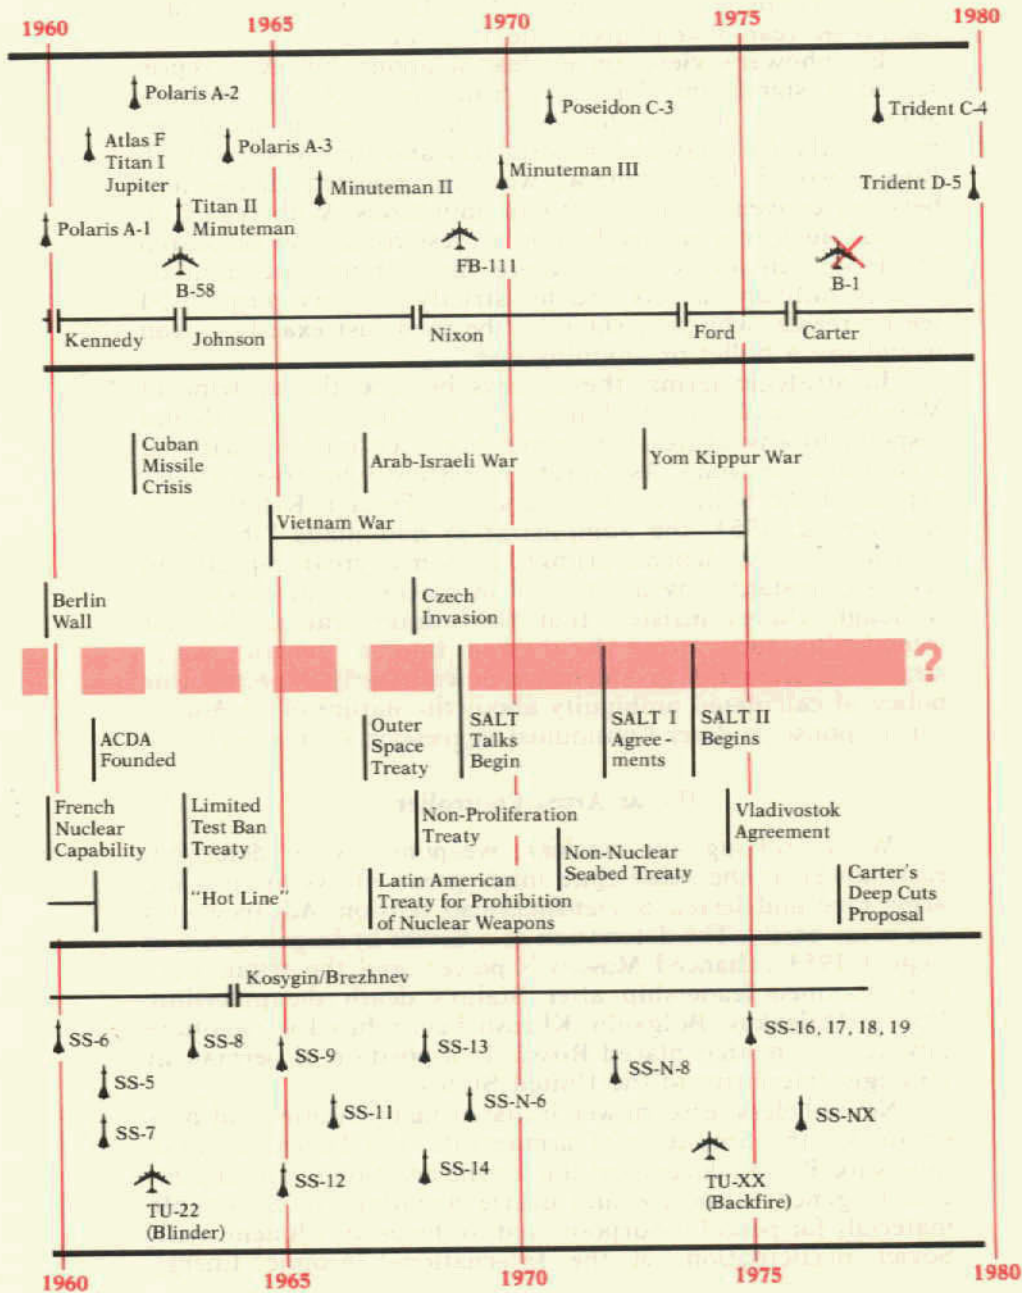 1960 1965 1970 1975 1980
Polaris A-2
Poseidon C-3
Trident C-4
Atlas F
Titan I
Jupiter
Polaris A-3
Minuteman II
Minuteman III
Trident D-5
Polaris A-1
Titan II
Minuteman
B-58
FB-111
B-1
Kennedy
Johnson
Nixon
Ford
Carter
Cuban
Missile
Crisis
Arab-Israeli War
Yom Kippur War
Vietnam War
Berlin
Wall
Czech
Invasion
?
ACDA
Founded
Outer
Space
Treaty
SALT
Talks
Begin
SALT I
Agree-
ments
SALT II
Begins
French
Nuclear
Capability
Limited
Test Ban
Treaty
Non-Proliferation
Treaty
Non-Nuclear
Seabed Treaty
Vladivostok
Agreement
"Hot Line"
Latin American
Treaty for Prohibition
of Nuclear Weapons
Carter's
Deep Cuts
Proposal
Kosygin/Brezhnev
SS-6
SS-8
SS-9
SS-13
SS-16, 17, 18, 19
SS-5
SS-N-8
SS-7
SS-11
SS-N-6
SS-NX
TU-22
(Blinder)
SS-12
SS-14
TU-XX
(Backfire)
1960 1965 1970 1975 1980